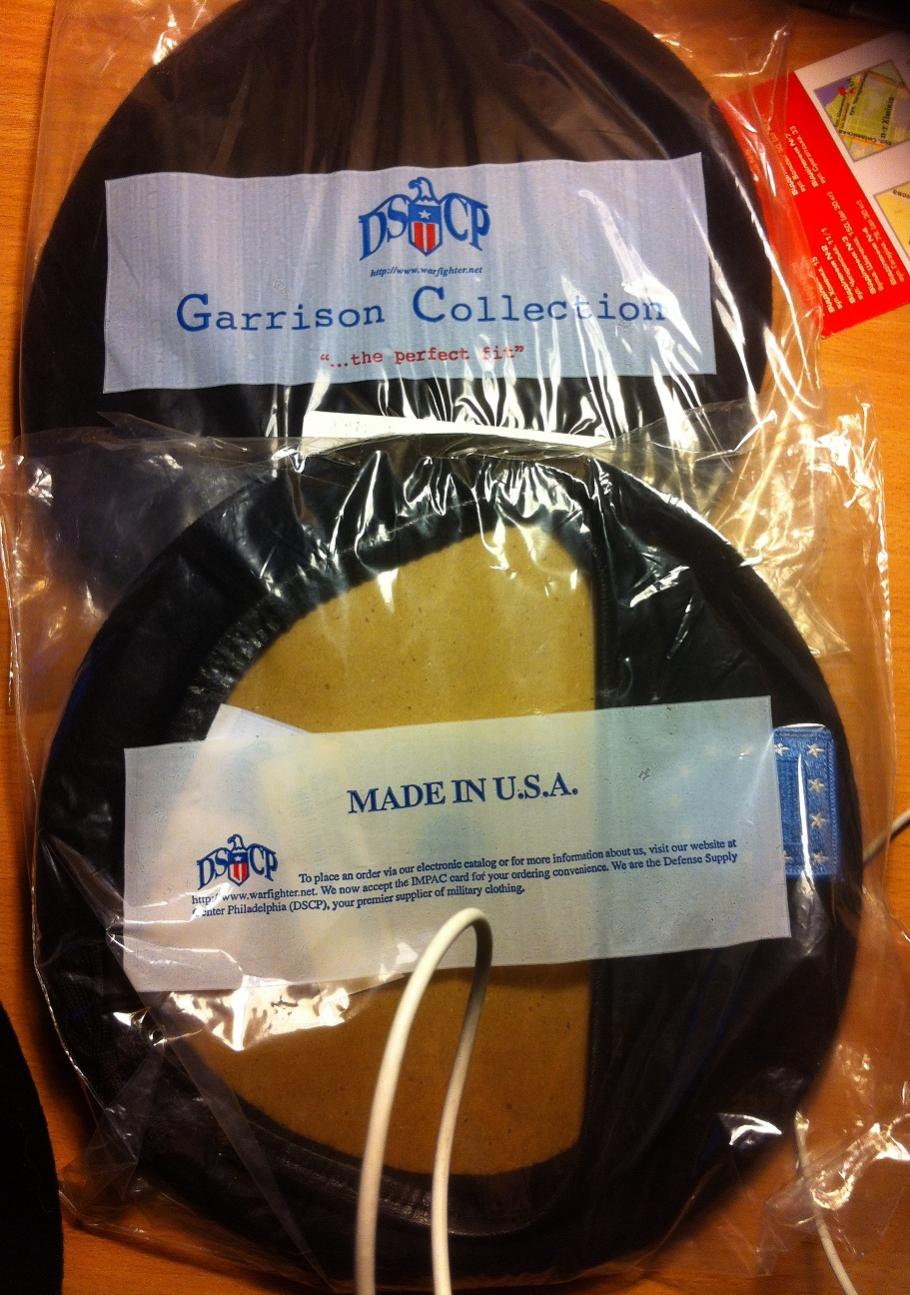 DSCP
http://www.warfighter.net
Garrison Collection
"...the perfect fit"
MADE IN U.S.A.
DSCP
To place an order via our electronic catalog or for more information about us, visit our website at
http://www.warfighter.net. We now accept the IMPAC card for your ordering convenience. We are the Defense Supply
Center Philadelphia (DSCP), your premier supplier of military clothing.